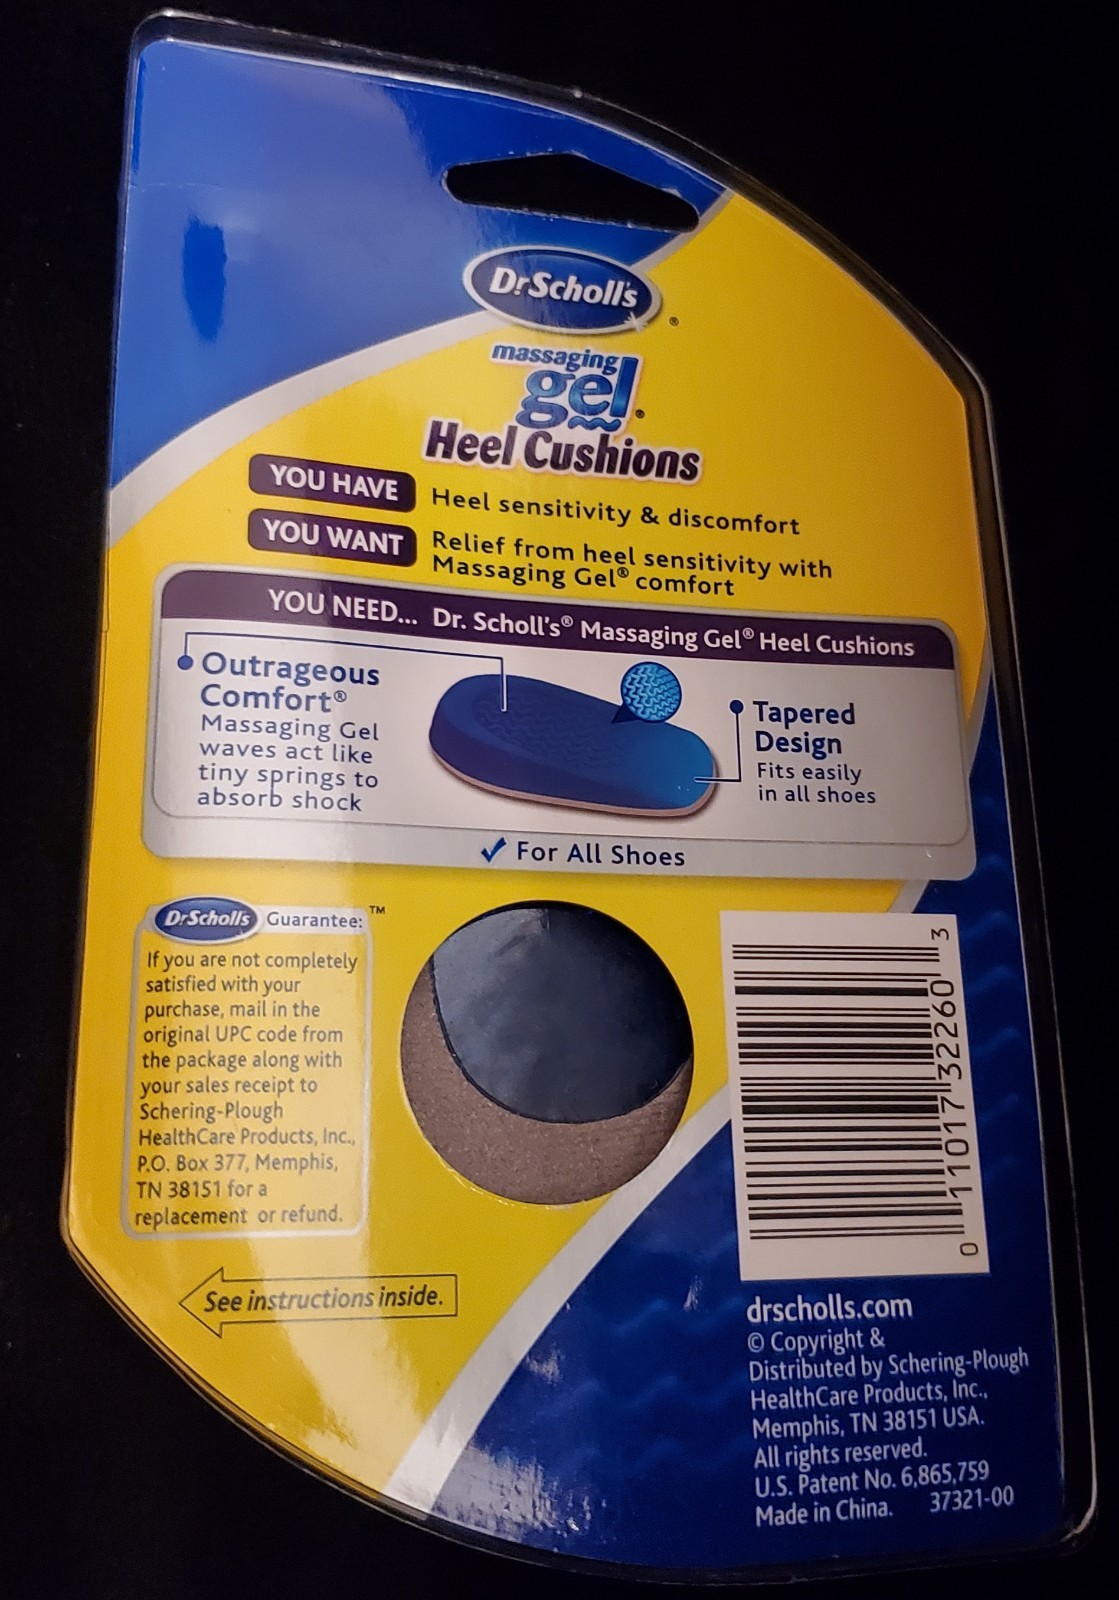 Dr.Scholl's®
massaging
gel®
Heel Cushions
YOU HAVE Heel sensitivity & discomfort
YOU WANT Relief from heel sensitivity with
Massaging Gel® comfort
YOU NEED... Dr. Scholl's® Massaging Gel® Heel Cushions
Outrageous
Comfort®
Massaging Gel
waves act like
tiny springs to
absorb shock
Tapered
Design
Fits easily
in all shoes
✓ For All Shoes
Dr.Scholl's Guarantee:™
If you are not completely
satisfied with your
purchase, mail in the
original UPC code from
the package along with
your sales receipt to
Schering-Plough
HealthCare Products, Inc.,
P.O. Box 377, Memphis,
TN 38151 for a
replacement or refund.
See instructions inside.
0 11017 32260 3
drscholls.com
© Copyright &
Distributed by Schering-Plough
HealthCare Products, Inc.,
Memphis, TN 38151 USA.
All rights reserved.
U.S. Patent No. 6,865,759
Made in China. 37321-00